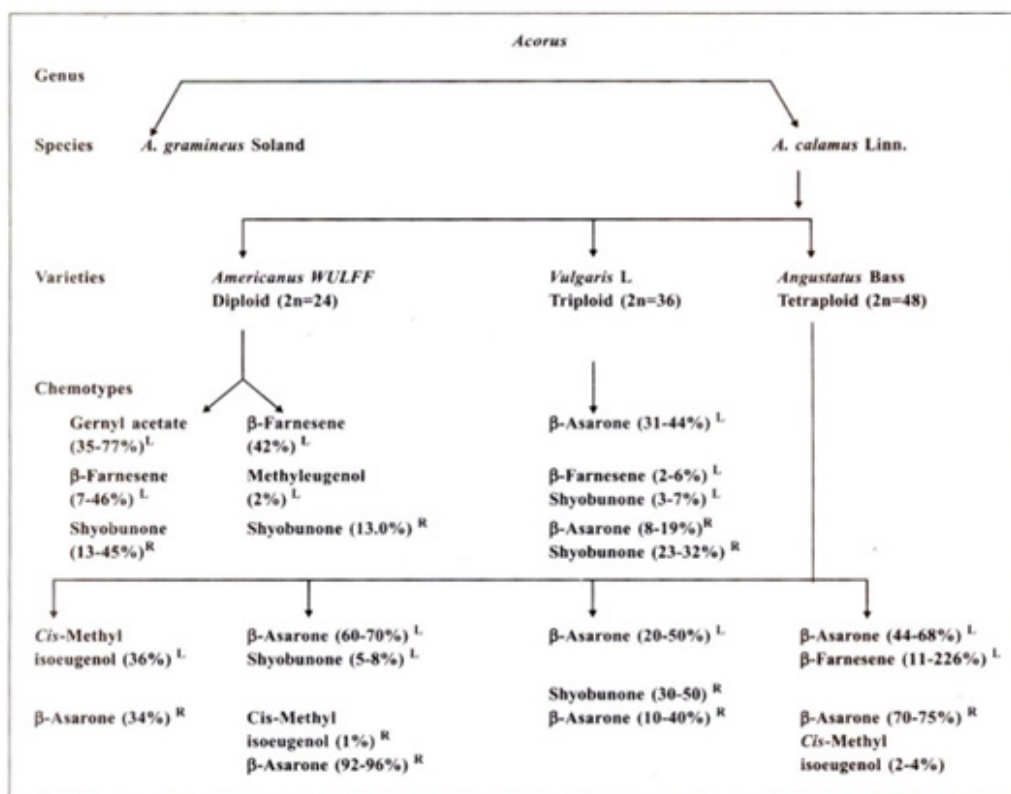 Acorus
Genus
Species A. gramineus Soland A. calamus Linn.
Varieties Americanus WULFF Vulgaris L Angustatus Bass
Diploid (2n=24) Triploid (2n=36) Tetraploid (2n=48)
Chemotypes
Gernyl acetate β-Farnesene β-Asarone (31-44%) L
(35-77%) L (42%) L
β-Farnesene Methyleugenol β-Farnesene (2-6%) L
(7-46%) L (2%) L Shyobunone (3-7%) L
Shyobunone Shyobunone (13.0%) R β-Asarone (8-19%) R
(13-45%) R Shyobunone (23-32%) R
Cis-Methyl β-Asarone (60-70%) L β-Asarone (20-50%) L β-Asarone (44-68%) L
isoeugenol (36%) L Shyobunone (5-8%) L β-Farnesene (11-226%) L
Shyobunone (30-50) R
β-Asarone (34%) R Cis-Methyl β-Asarone (10-40%) R β-Asarone (70-75%) R
isoeugenol (1%) R Cis-Methyl
β-Asarone (92-96%) R isoeugenol (2-4%)